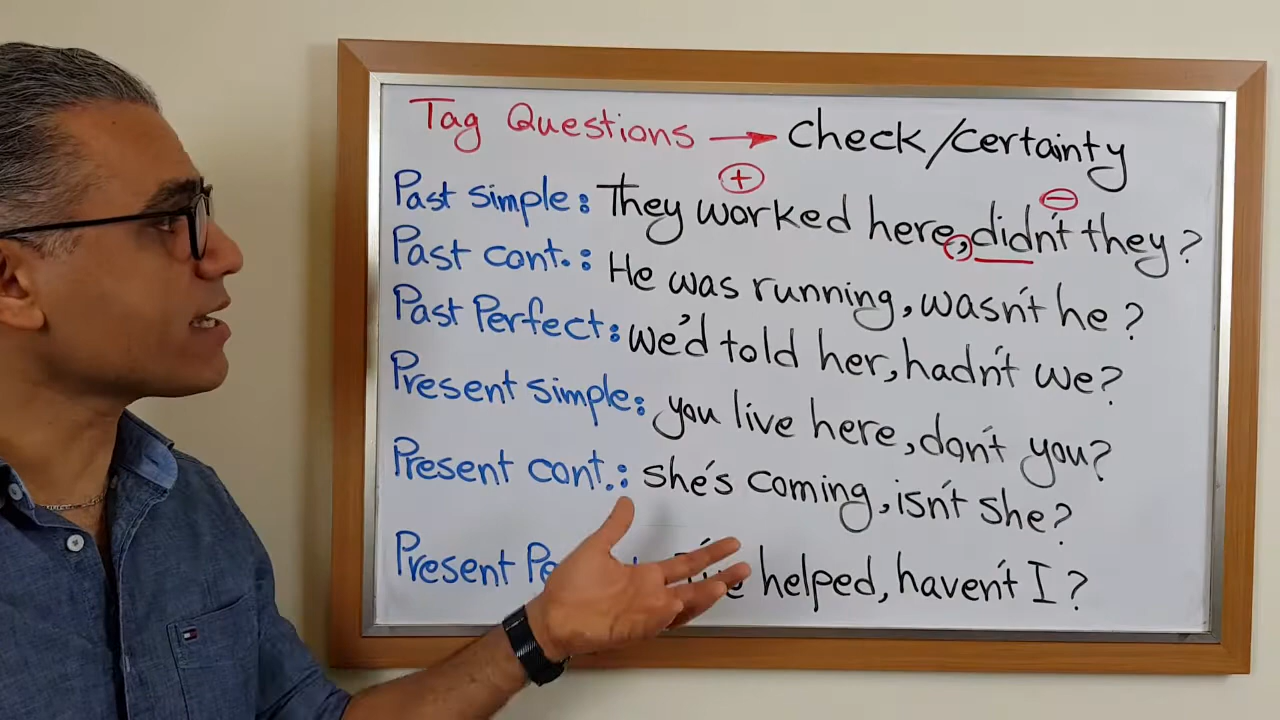 Tag Questions → Check/certainty
+ −
Past simple: They worked here, didn't they?
Past cont.: He was running, wasn't he?
Past Perfect: we'd told her, hadn't we?
Present simple: you live here, don't you?
Present cont.: she's coming, isn't she?
Present helped, haven't I?